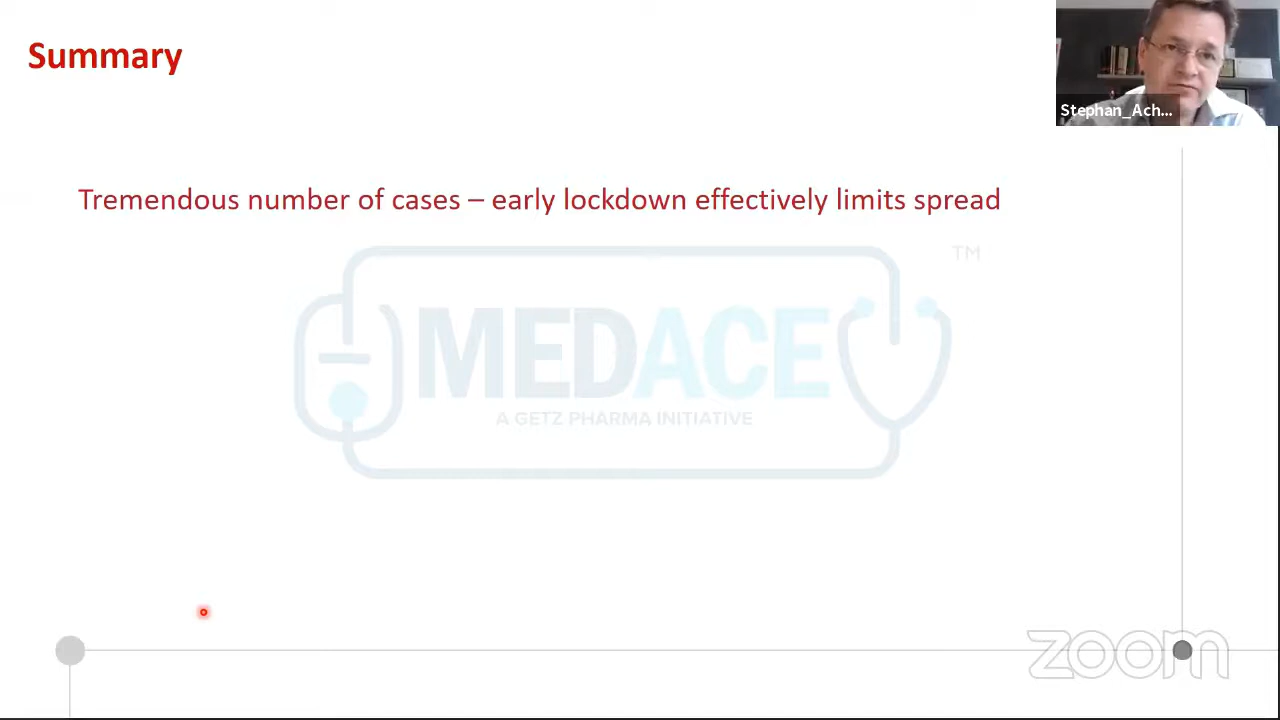 Summary
Stephan_Ach...
Tremendous number of cases – early lockdown effectively limits spread
TM
MEDACE
A GETZ PHARMA INITIATIVE
zoom